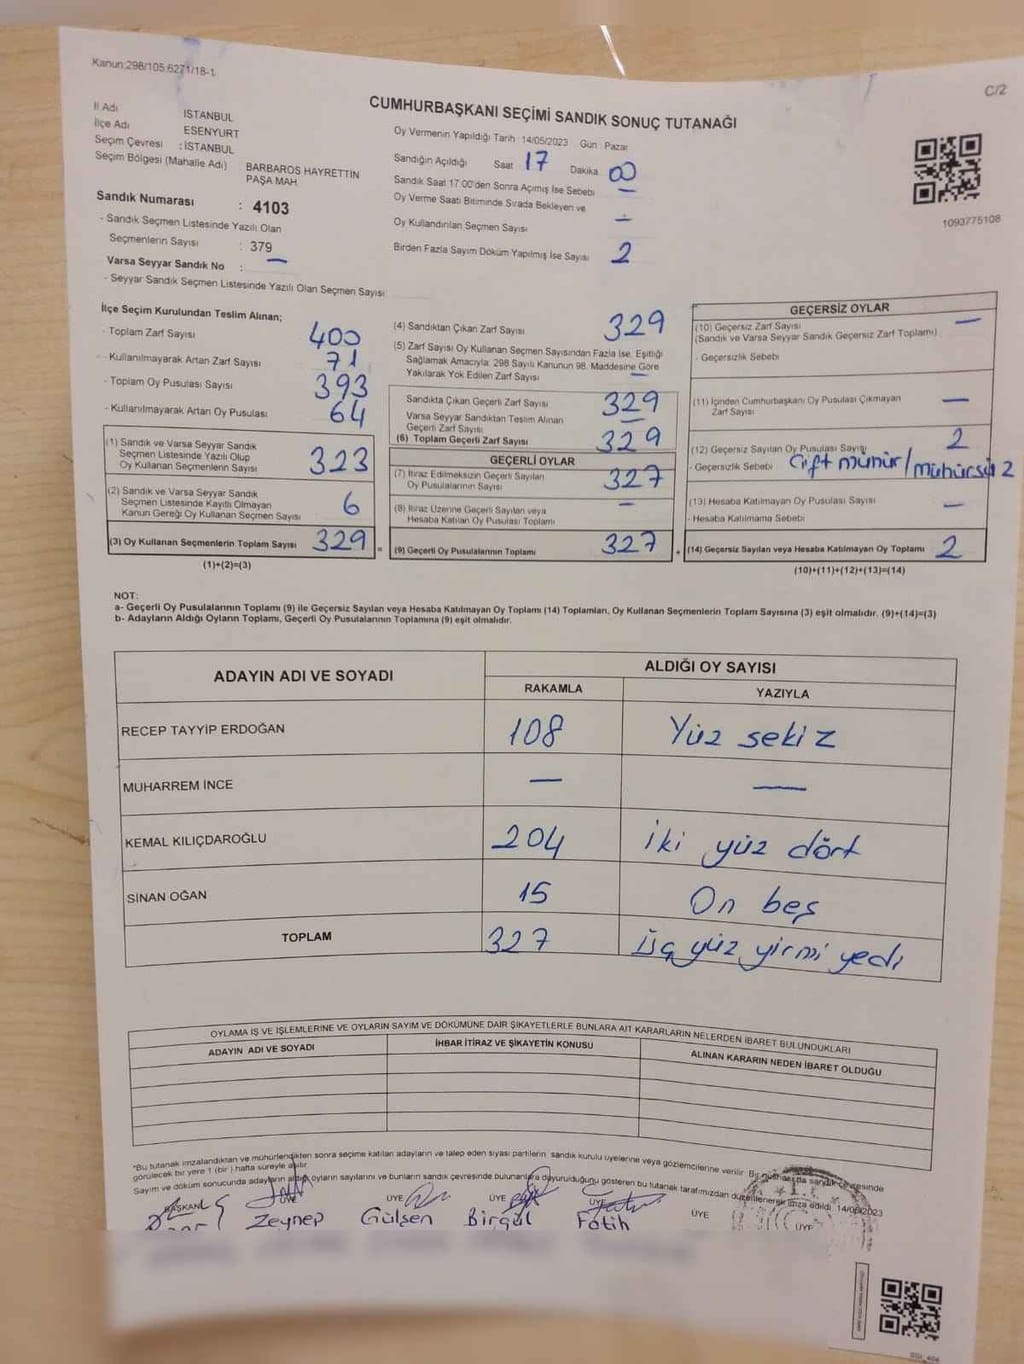 Kanun:298/105,6271/18-1
C/2
CUMHURBAŞKANI SEÇİMİ SANDIK SONUÇ TUTANAĞI
İl Adı İSTANBUL
İlçe Adı ESENYURT
Seçim Çevresi : İSTANBUL
Seçim Bölgesi (Mahalle Adı) BARBAROS HAYRETTİN
PAŞA MAH.
Sandık Numarası : 4103
- Sandık Seçmen Listesinde Yazılı Olan
Seçmenlerin Sayısı : 379
Varsa Seyyar Sandık No : —
- Seyyar Sandık Seçmen Listesinde Yazılı Olan Seçmen Sayısı
Oy Vermenin Yapıldığı Tarih :14/05/2023 Gün : Pazar
Sandığın Açıldığı Saat 17 Dakika 00
Sandık Saat 17:00'den Sonra Açılmış İse Sebebi —
Oy Verme Saati Bitiminde Sırada Bekleyen ve
Oy Kullandırılan Seçmen Sayısı —
Birden Fazla Sayım Döküm Yapılmış İse Sayısı 2
1093775108
İlçe Seçim Kurulundan Teslim Alınan;
- Toplam Zarf Sayısı 400
- Kullanılmayarak Artan Zarf Sayısı 71
- Toplam Oy Pusulası Sayısı 393
- Kullanılmayarak Artan Oy Pusulası 64
(1) Sandık ve Varsa Seyyar Sandık
Seçmen Listesinde Yazılı Olup
Oy Kullanan Seçmenlerin Sayısı 323
(2) Sandık ve Varsa Seyyar Sandık
Seçmen Listesinde Kayıtlı Olmayan
Kanun Gereği Oy Kullanan Seçmen Sayısı 6
(3) Oy Kullanan Seçmenlerin Toplam Sayısı 329 =
(1)+(2)=(3)
(4) Sandıktan Çıkan Zarf Sayısı 329
(5) Zarf Sayısı Oy Kullanan Seçmen Sayısından Fazla İse, Eşitliği
Sağlamak Amacıyla; 298 Sayılı Kanunun 98. Maddesine Göre
Yakılarak Yok Edilen Zarf Sayısı —
Sandıkta Çıkan Geçerli Zarf Sayısı 329
Varsa Seyyar Sandıktan Teslim Alınan
Geçerli Zarf Sayısı —
(6) Toplam Geçerli Zarf Sayısı 329
GEÇERLİ OYLAR
(7) İtiraz Edilmeksizin Geçerli Sayılan
Oy Pusulalarının Sayısı 327
(8) İtiraz Üzerine Geçerli Sayılan veya
Hesaba Katılan Oy Pusulası Toplamı —
(9) Geçerli Oy Pusulalarının Toplamı 327 +
GEÇERSİZ OYLAR
(10) Geçersiz Zarf Sayısı —
(Sandık ve Varsa Seyyar Sandık Geçersiz Zarf Toplamı)
- Geçersizlik Sebebi
(11) İçinden Cumhurbaşkanı Oy Pusulası Çıkmayan
Zarf Sayısı —
(12) Geçersiz Sayılan Oy Pusulası Sayısı 2
- Geçersizlik Sebebi Çift mühür/mühürsüz 2
(13) Hesaba Katılmayan Oy Pusulası Sayısı —
- Hesaba Katılmama Sebebi
(14) Geçersiz Sayılan veya Hesaba Katılmayan Oy Toplamı 2
(10)+(11)+(12)+(13)=(14)
NOT:
a- Geçerli Oy Pusulalarının Toplamı (9) ile Geçersiz Sayılan veya Hesaba Katılmayan Oy Toplamı (14) Toplamları, Oy Kullanan Seçmenlerin Toplam Sayısına (3) eşit olmalıdır. (9)+(14)=(3)
b- Adayların Aldığı Oyların Toplamı, Geçerli Oy Pusulalarının Toplamına (9) eşit olmalıdır.
ADAYIN ADI VE SOYADI
ALDIĞI OY SAYISI
RAKAMLA YAZIYLA
RECEP TAYYİP ERDOĞAN 108 Yüz sekiz
MUHARREM İNCE — —
KEMAL KILIÇDAROĞLU 204 iki yüz dört
SİNAN OĞAN 15 On beş
TOPLAM 327 üç yüz yirmi yedi
OYLAMA İŞ VE İŞLEMLERİNE VE OYLARIN SAYIM VE DÖKÜMÜNE DAİR ŞİKAYETLERLE BUNLARA AİT KARARLARIN NELERDEN İBARET BULUNDUKLARI
ADAYIN ADI VE SOYADI İHBAR İTİRAZ VE ŞİKAYETİN KONUSU ALINAN KARARIN NEDEN İBARET OLDUĞU
*Bu tutanak imzalandıktan ve mühürlendikten sonra seçime katılan adayların ve talep eden siyasi partilerin sandık kurulu üyelerine veya gözlemcilerine verilir. Bir nüshası da sandık çevresinde
görülecek bir yere 1 (bir) hafta süreyle asılır.
Sayım ve döküm sonucunda adayların aldığı oyların sayılarını ve bunların sandık çevresinde bulunanlara duyurulduğunu gösteren bu tutanak tarafımızdan düzenlenerek imza edildi. 14/05/2023
BAŞKAN ÜYE ÜYE ÜYE ÜYE ÜYE ÜYE
Zeynep Gülşen Birgül Fatih